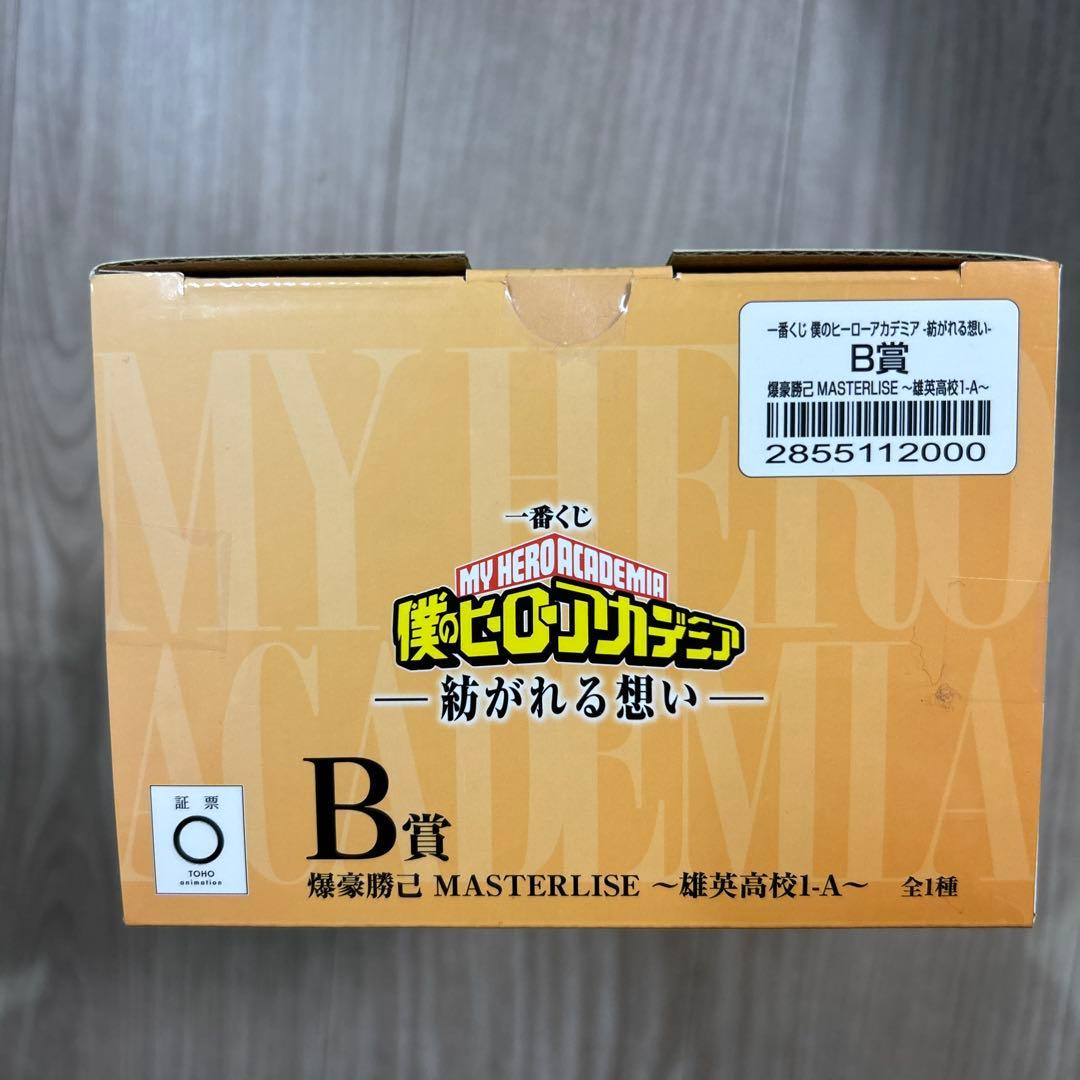 一番くじ 僕のヒーローアカデミア -紡がれる想い-
B賞
爆豪勝己 MASTERLISE ～雄英高校1-A～
2855112000
MY HERO
ACADEMIA
一番くじ
MY HERO ACADEMIA
僕のヒーローアカデミア
―紡がれる想い―
B賞
爆豪勝己 MASTERLISE ～雄英高校1-A～ 全1種
証 票
TOHO
animation